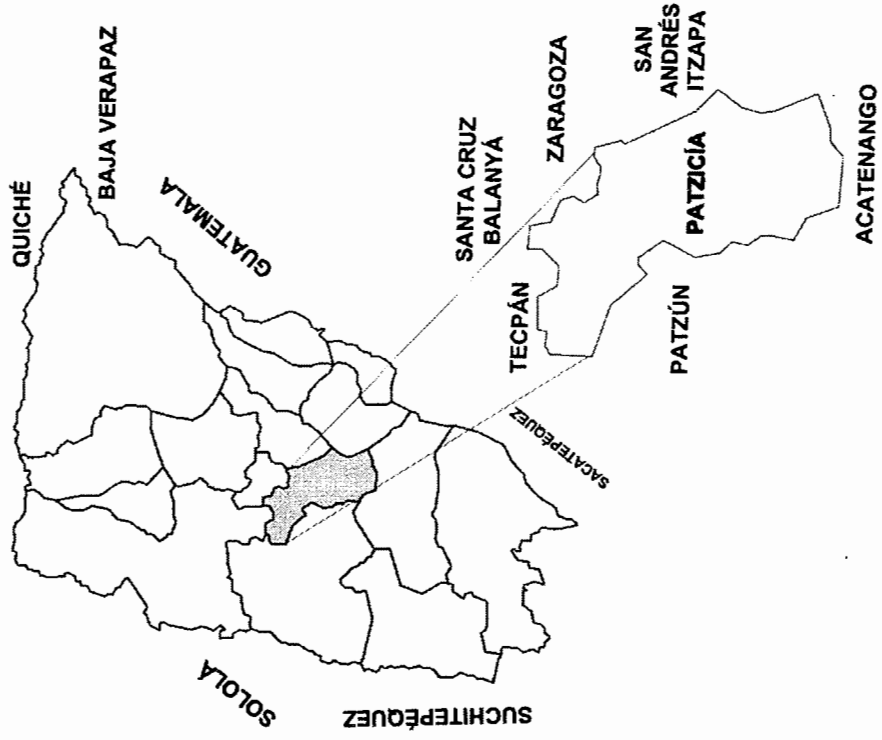 QUICHÉ
BAJA VERAPAZ
GUATEMALA
SOLOLÁ
SUCHITEPÉQUEZ
SACATEPÉQUEZ
SANTA CRUZ
BALANYÁ
ZARAGOZA
TECPÁN
SAN
ANDRÉS
ITZAPA
PATZICÍA
PATZÚN
ACATENANGO